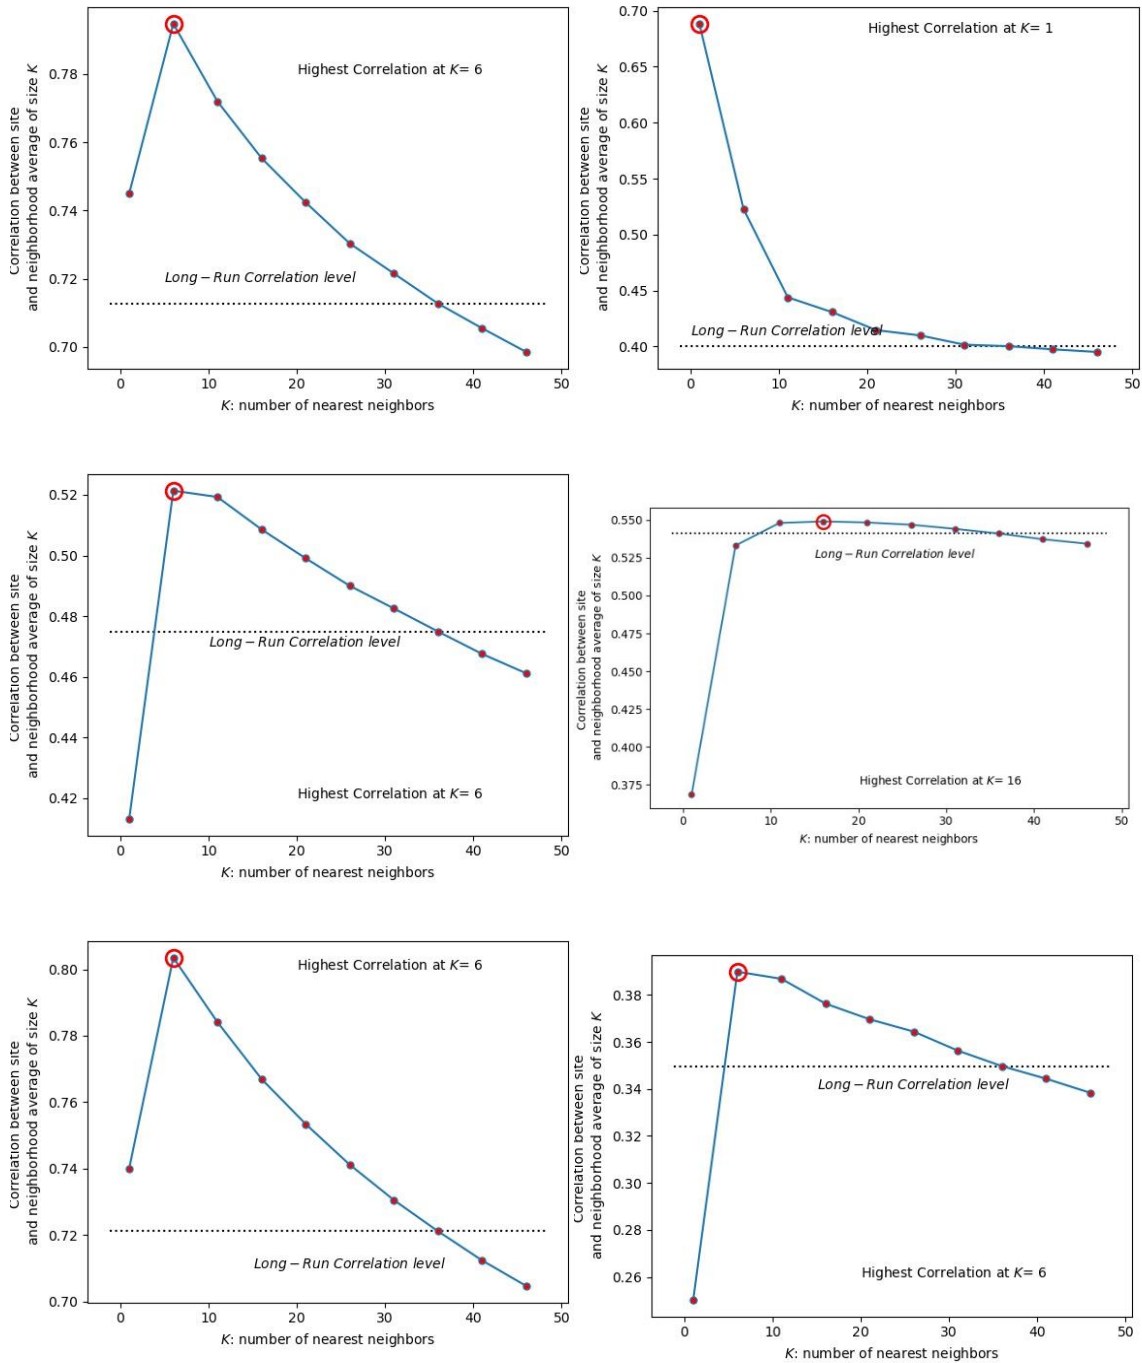 Correlation between site
and neighborhood average of size K
0.78
0.76
0.74
0.72
0.70
Highest Correlation at K= 6
Long − Run Correlation level
0 10 20 30 40 50
K: number of nearest neighbors
Correlation between site
and neighborhood average of size K
0.70
0.65
0.60
0.55
0.50
0.45
0.40
Highest Correlation at K= 1
Long − Run Correlation level
0 10 20 30 40 50
K: number of nearest neighbors
Correlation between site
and neighborhood average of size K
0.52
0.50
0.48
0.46
0.44
0.42
Long − Run Correlation level
Highest Correlation at K= 6
0 10 20 30 40 50
K: number of nearest neighbors
Correlation between site
and neighborhood average of size K
0.550
0.525
0.500
0.475
0.450
0.425
0.400
0.375
Long − Run Correlation level
Highest Correlation at K= 16
0 10 20 30 40 50
K: number of nearest neighbors
Correlation between site
and neighborhood average of size K
0.80
0.78
0.76
0.74
0.72
0.70
Highest Correlation at K= 6
Long − Run Correlation level
0 10 20 30 40 50
K: number of nearest neighbors
Correlation between site
and neighborhood average of size K
0.38
0.36
0.34
0.32
0.30
0.28
0.26
Long − Run Correlation level
Highest Correlation at K= 6
0 10 20 30 40 50
K: number of nearest neighbors